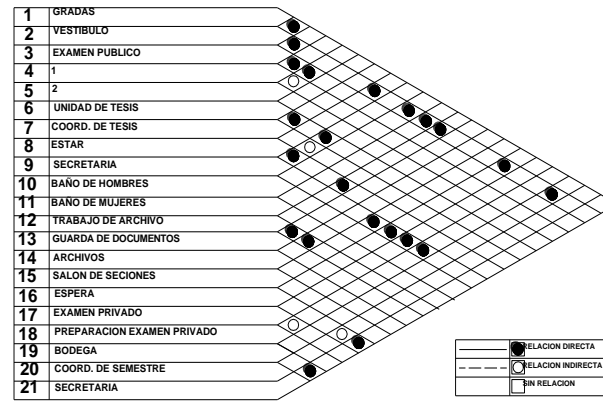 1 GRADAS
2 VESTIBULO
3 EXAMEN PUBLICO
4 1
5 2
6 UNIDAD DE TESIS
7 COORD. DE TESIS
8 ESTAR
9 SECRETARIA
10 BAÑO DE HOMBRES
11 BAÑO DE MUJERES
12 TRABAJO DE ARCHIVO
13 GUARDA DE DOCUMENTOS
14 ARCHIVOS
15 SALON DE SECIONES
16 ESPERA
17 EXAMEN PRIVADO
18 PREPARACION EXAMEN PRIVADO
19 BODEGA
20 COORD. DE SEMESTRE
21 SECRETARIA
RELACION DIRECTA
RELACION INDIRECTA
SIN RELACION